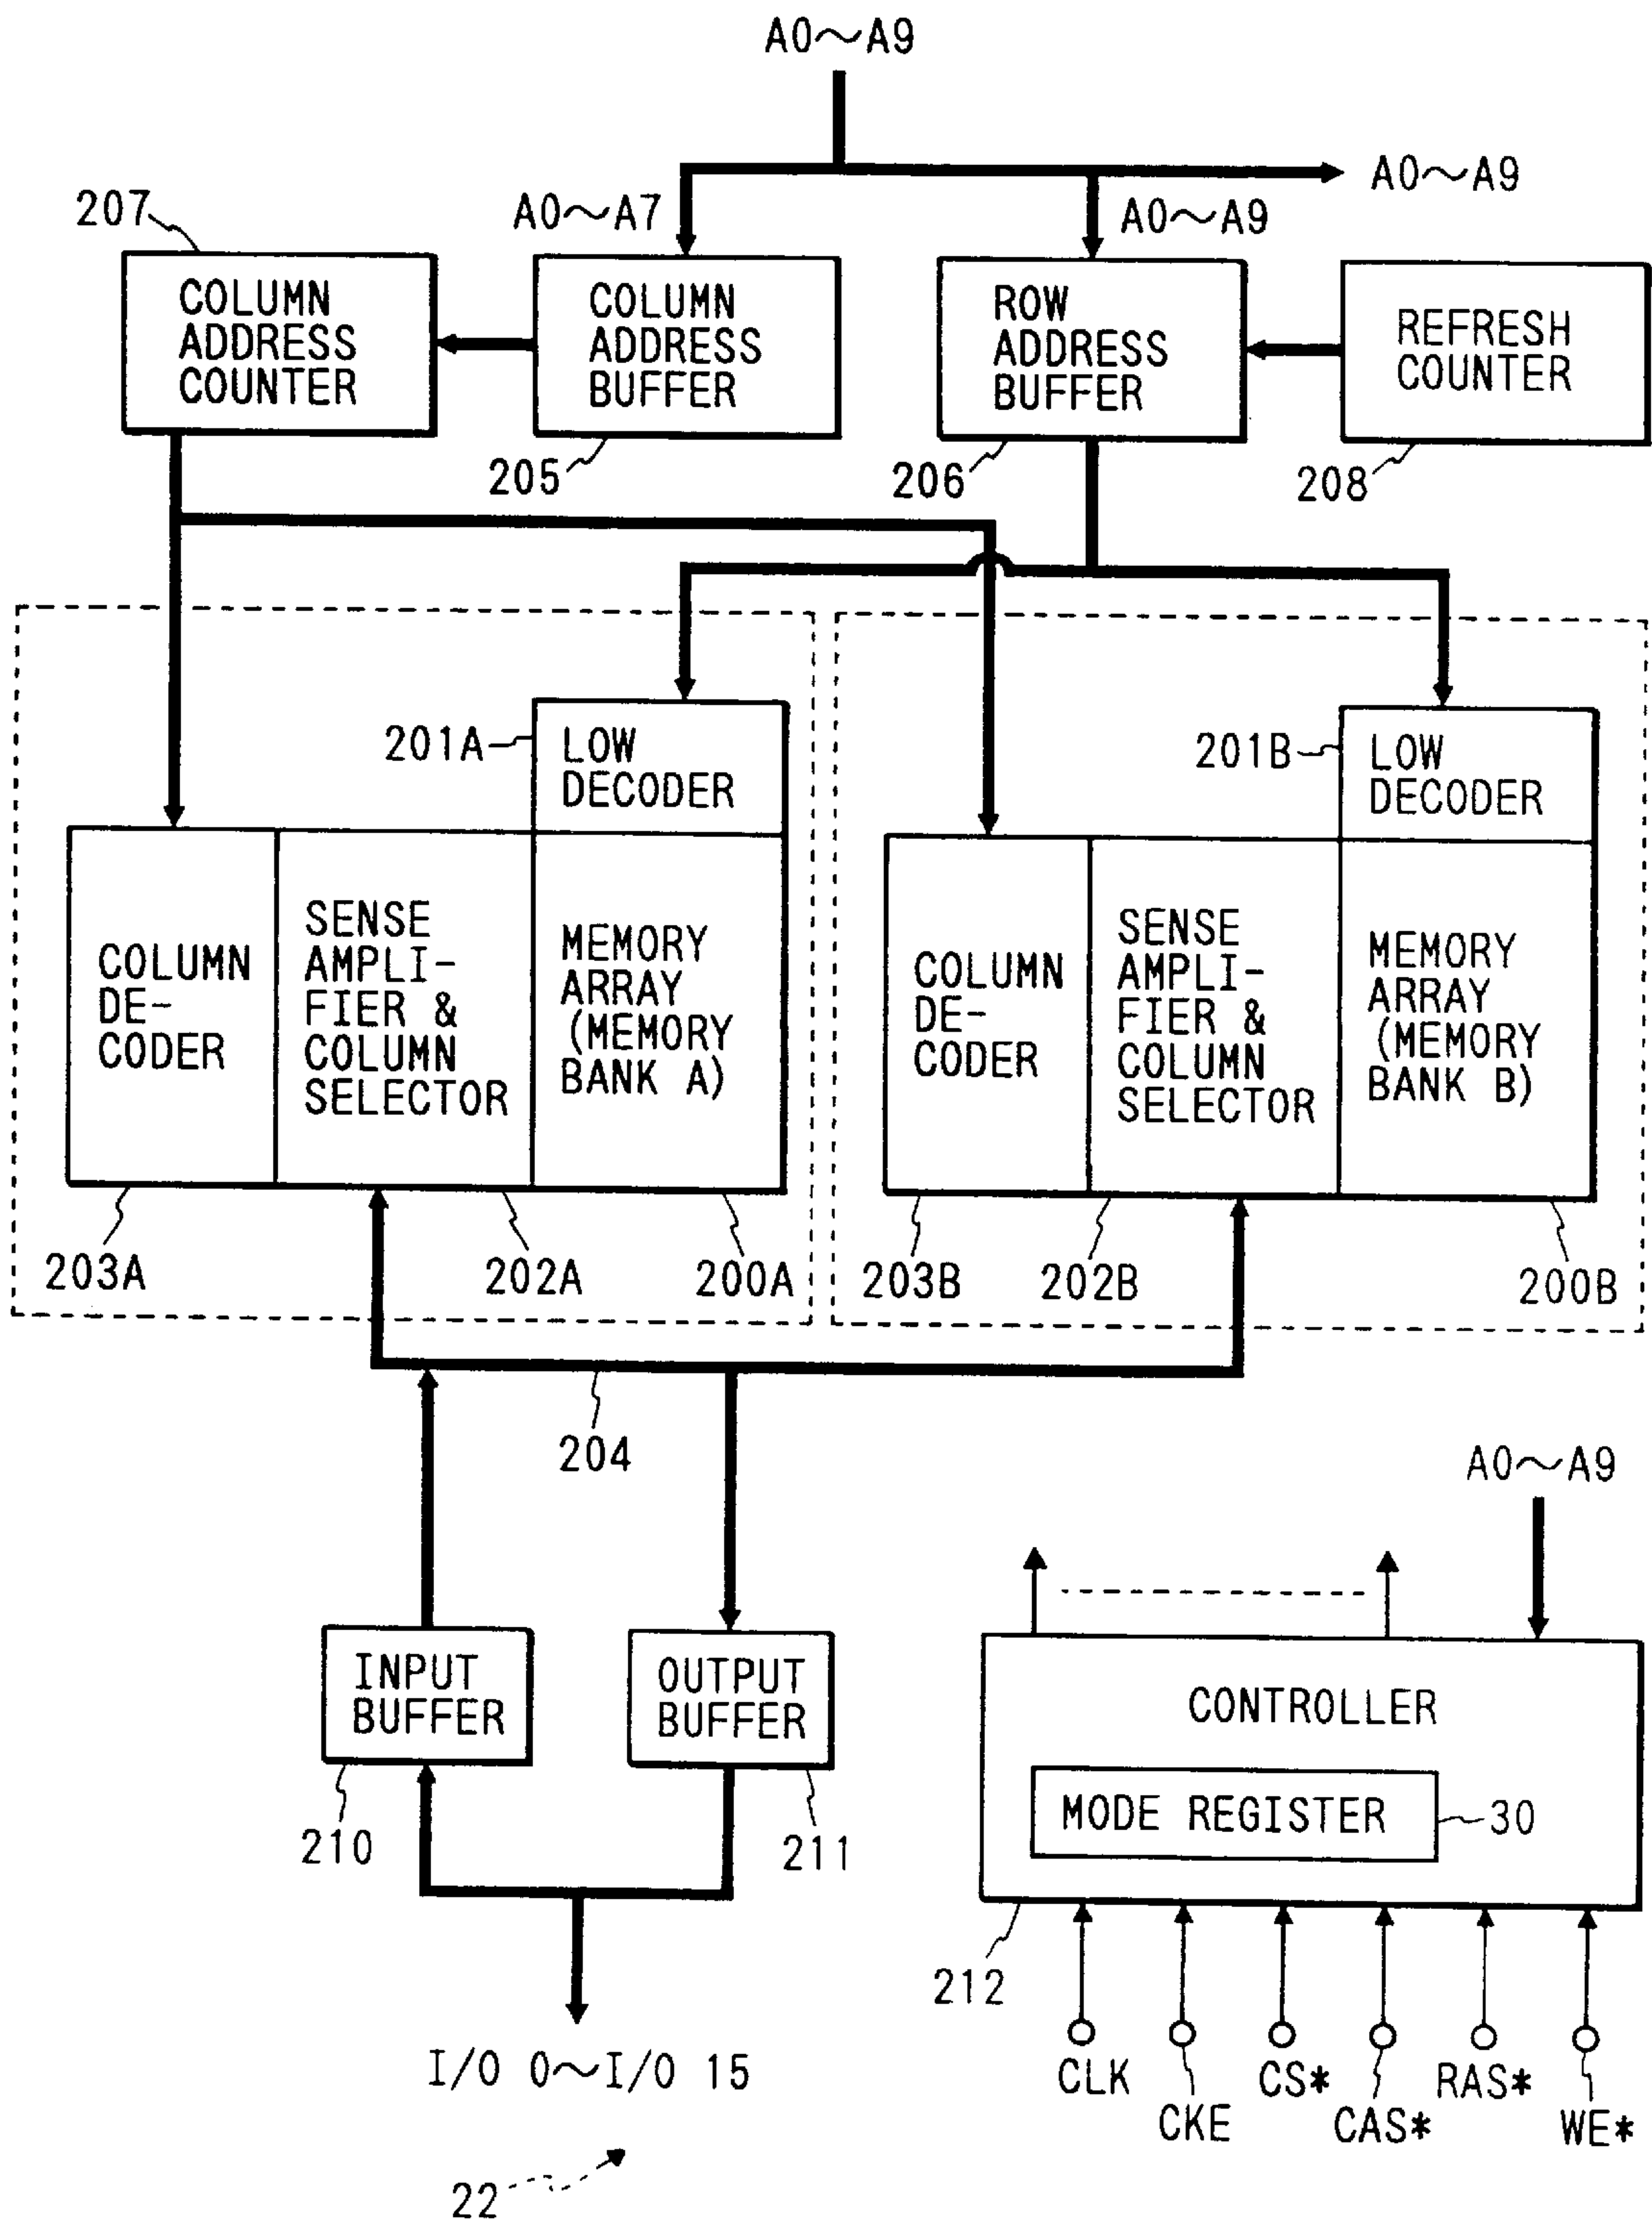 A0～A9
A0～A9
A0～A7
A0～A9
207
COLUMN
ADDRESS
COUNTER
COLUMN
ADDRESS
BUFFER
ROW
ADDRESS
BUFFER
REFRESH
COUNTER
205
206
208
201A
LOW
DECODER
201B
LOW
DECODER
COLUMN
DE-
CODER
SENSE
AMPLI-
FIER &
COLUMN
SELECTOR
MEMORY
ARRAY
(MEMORY
BANK A)
COLUMN
DE-
CODER
SENSE
AMPLI-
FIER &
COLUMN
SELECTOR
MEMORY
ARRAY
(MEMORY
BANK B)
203A
202A
200A
203B
202B
200B
204
A0～A9
INPUT
BUFFER
OUTPUT
BUFFER
CONTROLLER
MODE REGISTER
30
210
211
212
I/O 0～I/O 15
CLK
CKE
CS*
CAS*
RAS*
WE*
22